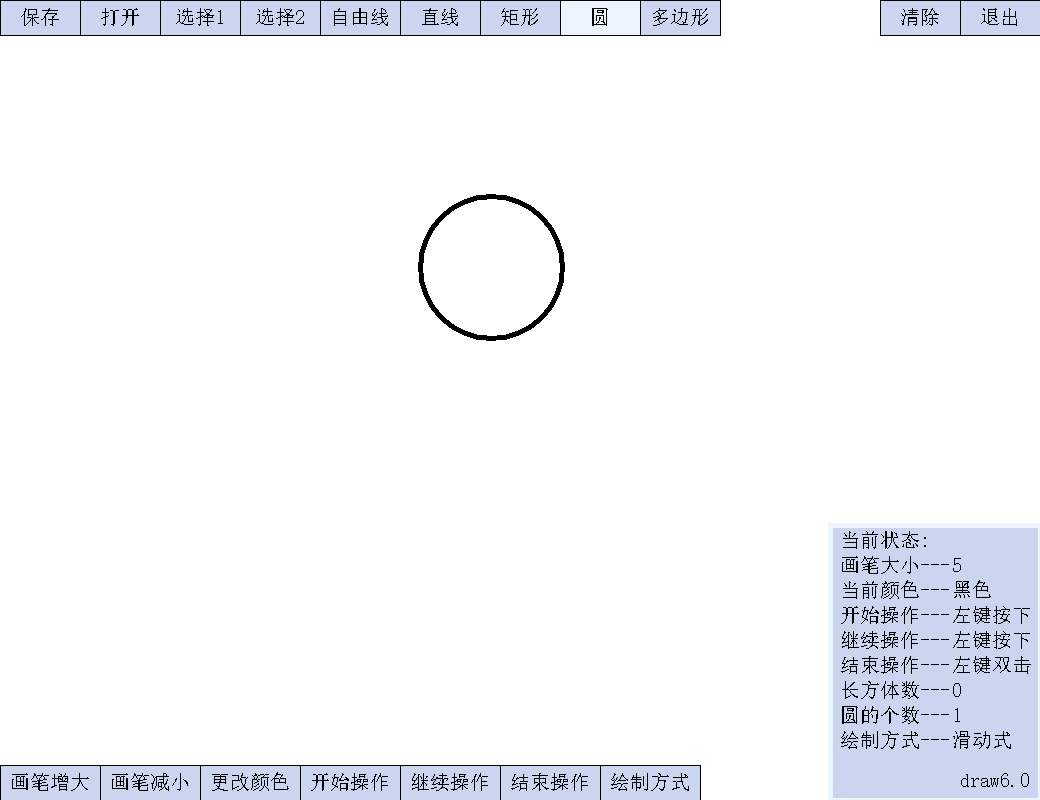 保存 打开 选择1 选择2 自由线 直线 矩形 圆 多边形 清除 退出
当前状态:
画笔大小---5
当前颜色---黑色
开始操作---左键按下
继续操作---左键按下
结束操作---左键双击
长方体数---0
圆的个数---1
绘制方式---滑动式
draw6.0
画笔增大 画笔减小 更改颜色 开始操作 继续操作 结束操作 绘制方式